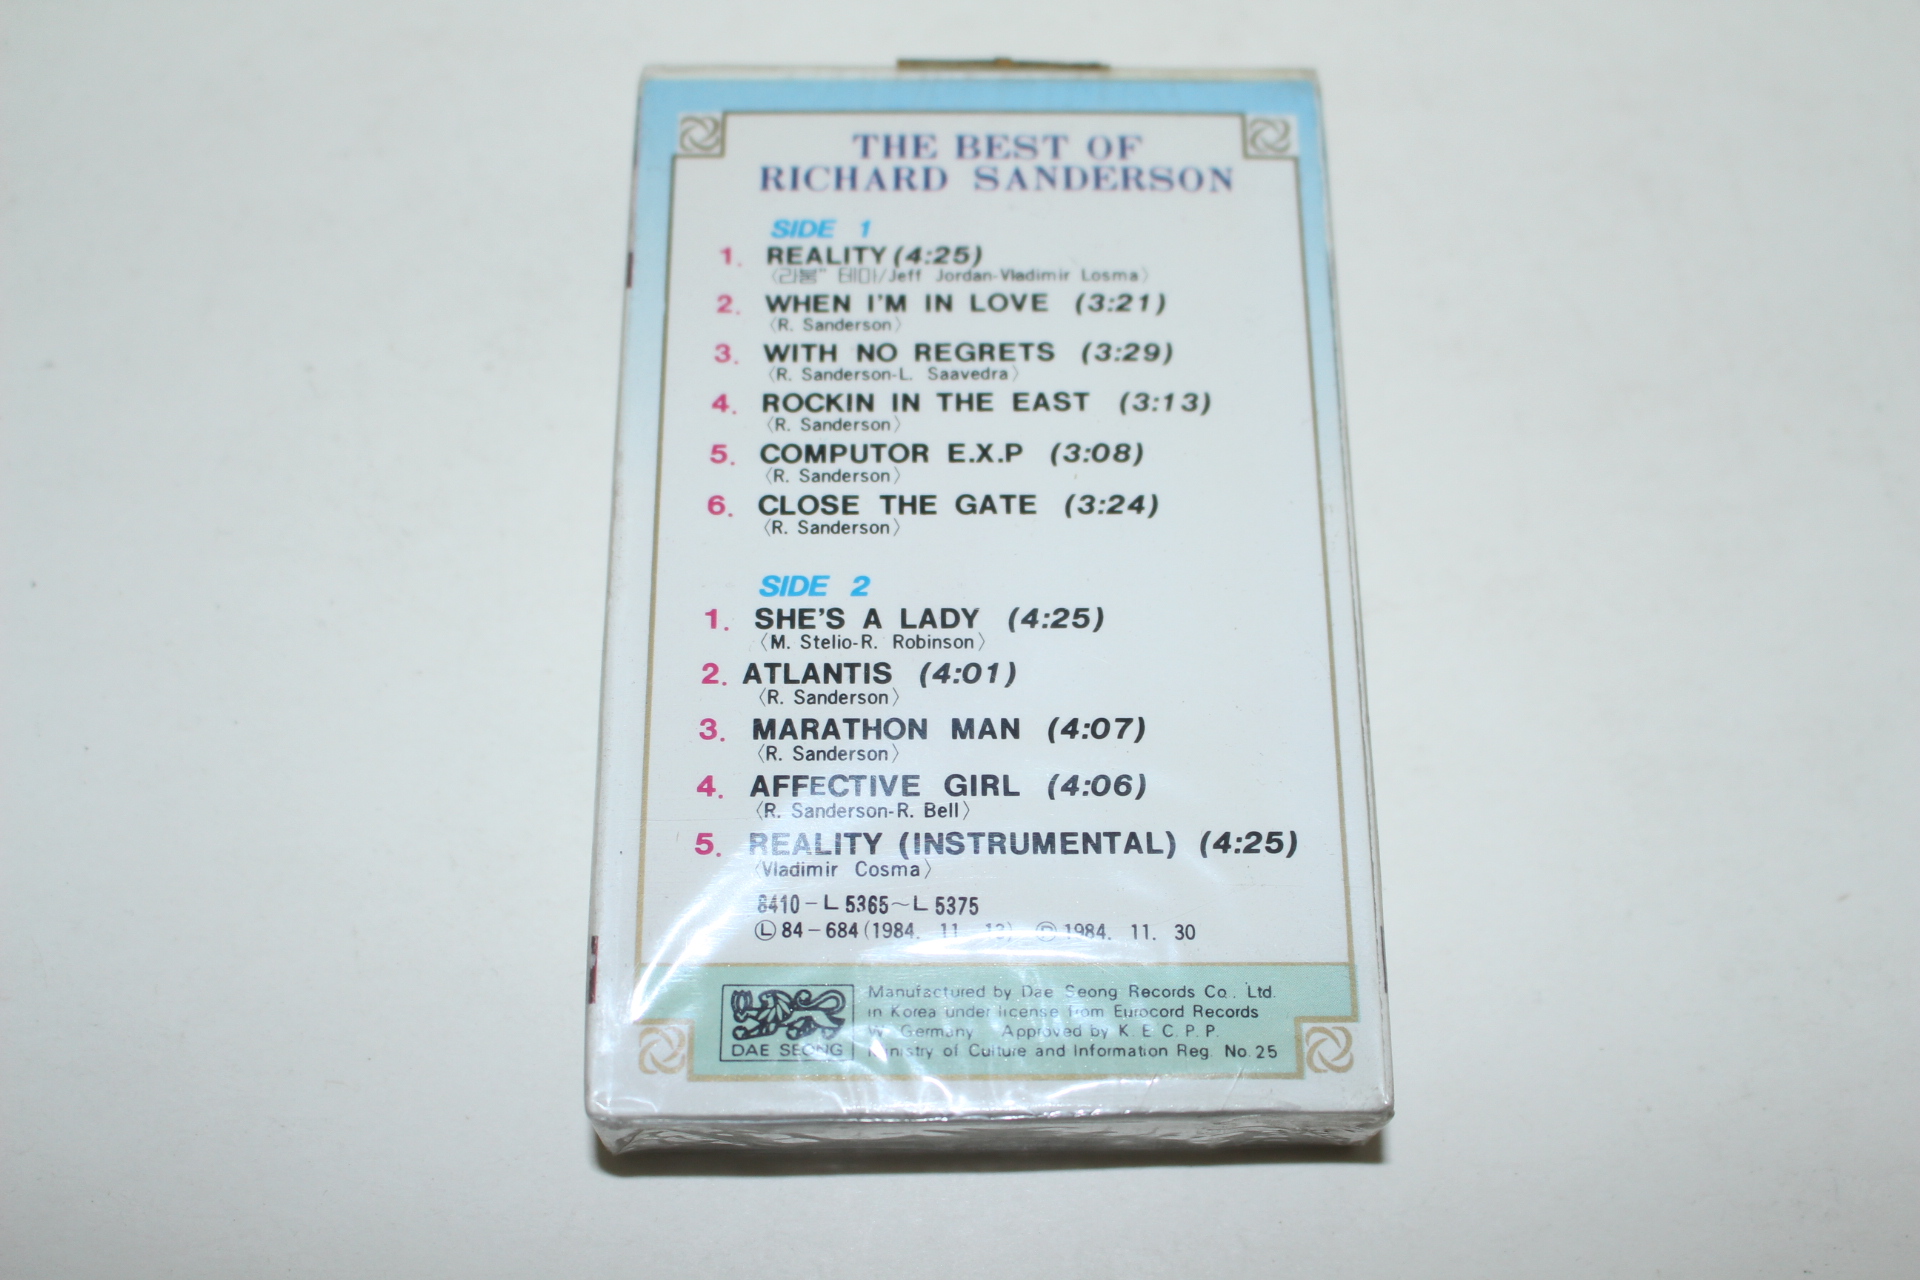 THE BEST OF
RICHARD SANDERSON
SIDE 1
1. REALITY (4:25)
〈라붐" 테마/Jeff Jordan-Vladimir Losma〉
2. WHEN I'M IN LOVE (3:21)
〈R. Sanderson〉
3. WITH NO REGRETS (3:29)
〈R. Sanderson-L. Saavedra〉
4. ROCKIN IN THE EAST (3:13)
〈R. Sanderson〉
5. COMPUTOR E.X.P (3:08)
〈R. Sanderson〉
6. CLOSE THE GATE (3:24)
〈R. Sanderson〉
SIDE 2
1. SHE'S A LADY (4:25)
〈M. Stelio-R. Robinson〉
2. ATLANTIS (4:01)
〈R. Sanderson〉
3. MARATHON MAN (4:07)
〈R. Sanderson〉
4. AFFECTIVE GIRL (4:06)
〈R. Sanderson-R. Bell〉
5. REALITY (INSTRUMENTAL) (4:25)
〈Vladimir Cosma〉
8410-L 5365~L 5375
Ⓛ 84-684 (1984. 11. 13) Ⓟ 1984. 11. 30
DAE SEONG
Manufactured by Dae Seong Records Co., Ltd.
in Korea under license from Eurocord Records
W. Germany Approved by K. E. C. P. P.
Ministry of Culture and Information Reg. No. 25